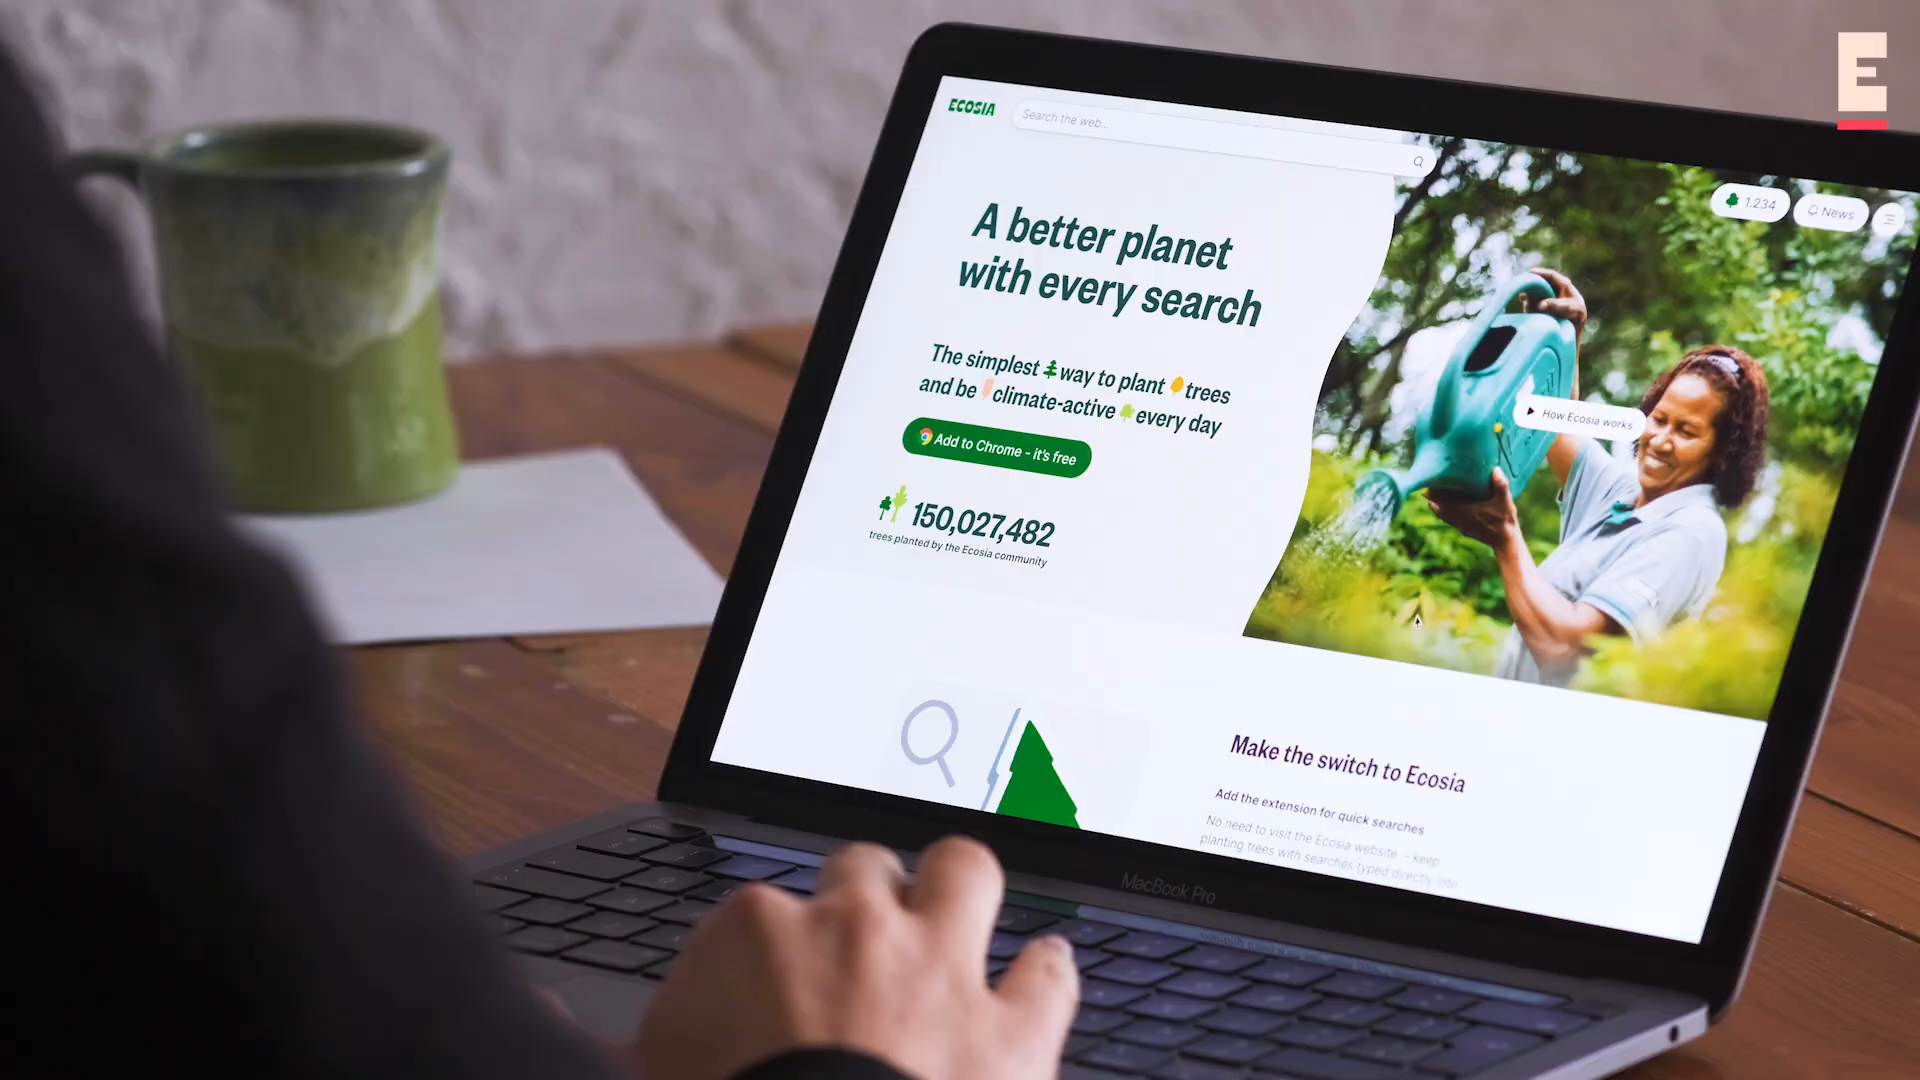 E
ECOSIA
Search the web...
1.234
News
A better planet
with every search
The simplest way to plant trees
and be climate-active every day
How Ecosia works
Add to Chrome - it's free
150,027,482
trees planted by the Ecosia community
Make the switch to Ecosia
Add the extension for quick searches
No need to visit the Ecosia website - keep
planting trees with searches typed directly into
MacBook Pro